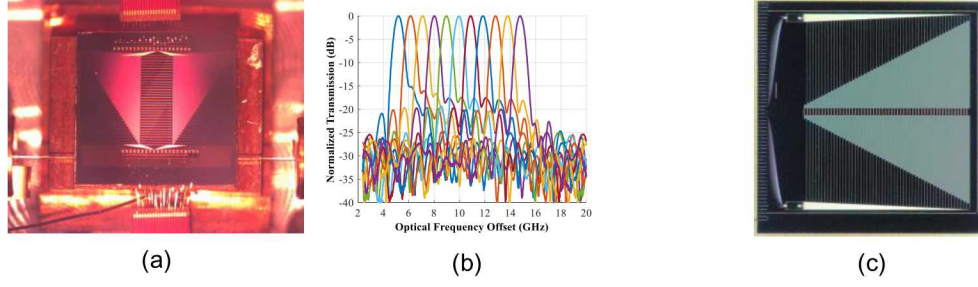 0
-5
-10
-15
-20
-25
-30
-35
-40
Normalized Transmission (dB)
2 4 6 8 10 12 14 16 18 20
Optical Frequency Offset (GHz)
(a) (b) (c)